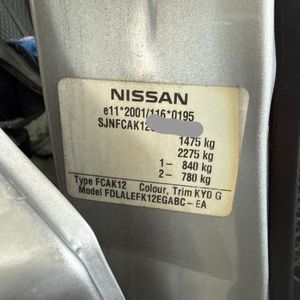 NISSAN
e11*2001/116*0195
SJNFCAK12
1475 kg
2275 kg
1- 840 kg
2- 780 kg
Type FCAK12 Colour, Trim KY0 G
Model FDLALEFK12EGABC-EA